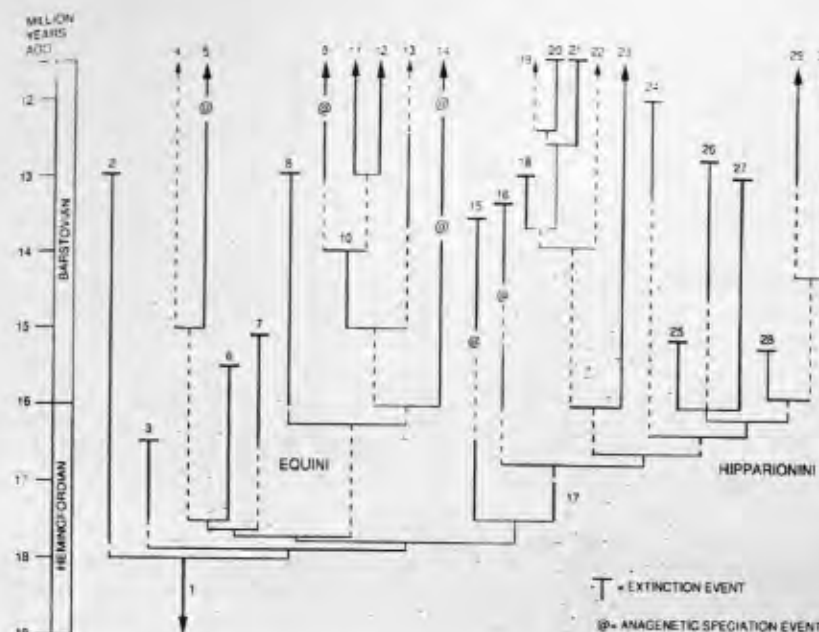 MILLION
YEARS
AGO
4 5 9 11 12 13 14 19 20 21 22 23 24 29
12
2 8 18 26 27
13
15 16
10
14
BARSTOVIAN
7
15
6 25 28
16
3
EQUINI
HIPPARIONINI
17
17
HEMINGFORDIAN
18
1
= EXTINCTION EVENT
@= ANAGENETIC SPECIATION EVENT
@
@
@
@
@
@
@